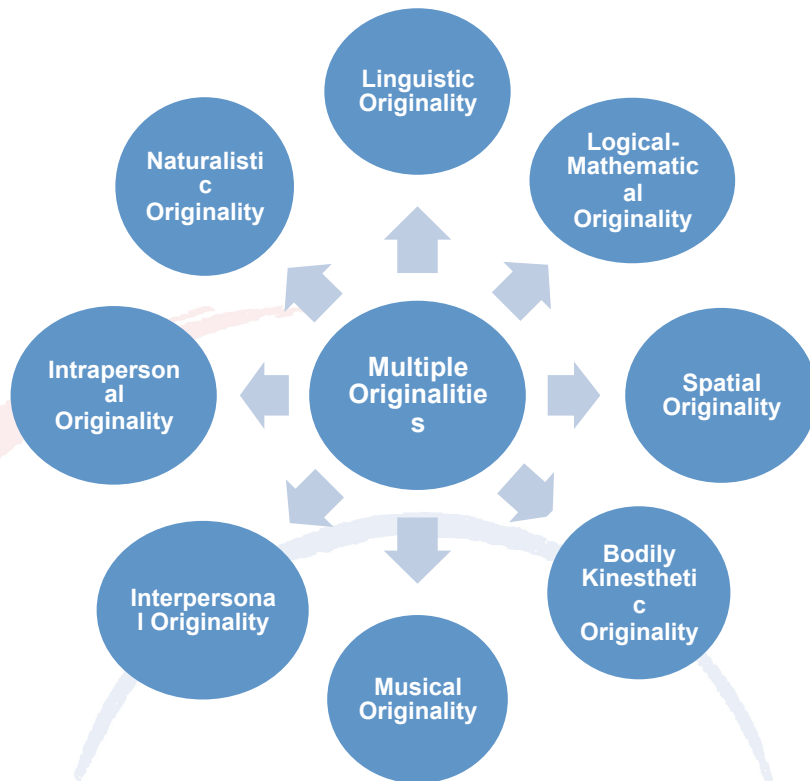 Linguistic
Originality
Logical-
Mathematic
al
Originality
Spatial
Originality
Bodily
Kinestheti
c
Originality
Musical
Originality
Interpersona
l Originality
Intraperson
al
Originality
Naturalisti
c
Originality
Multiple
Originalitie
s